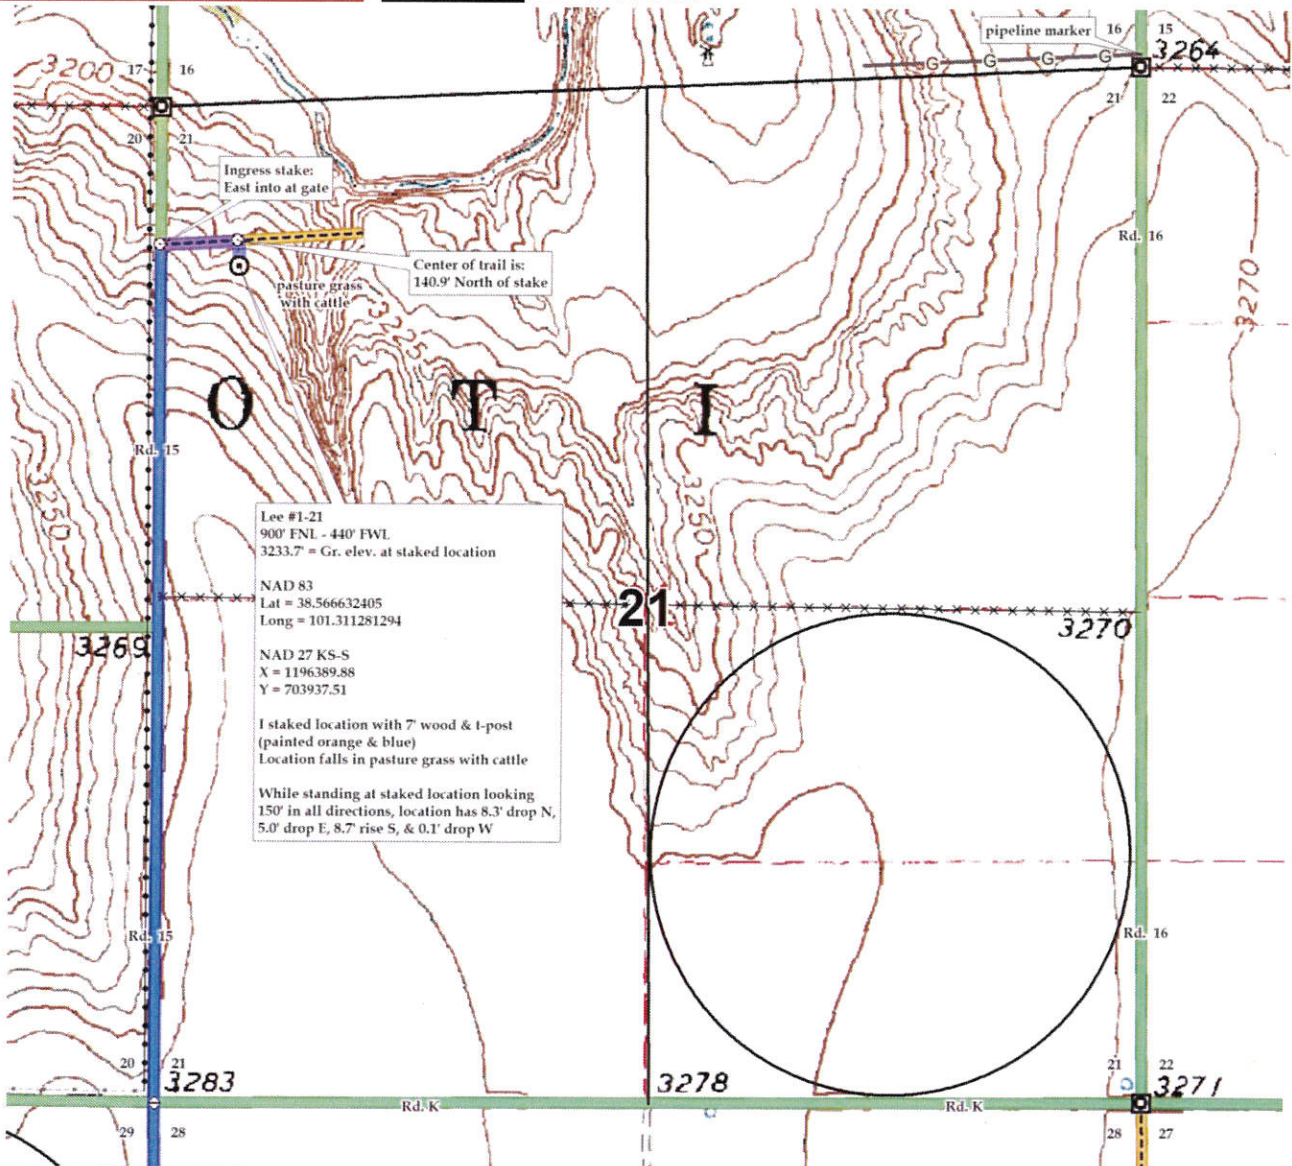 pipeline marker
16 15
3264
G G G G
3200
17 16
21 22
20 21
Ingress stake:
East into at gate
Rd. 16
Center of trail is:
140.9' North of stake
pasture grass
with cattle
3270
O T I
Rd. 15
3250
3250
Lee #1-21
900' FNL - 440' FWL
3233.7' = Gr. elev. at staked location
NAD 83
Lat = 38.566632405
Long = 101.311281294
21
3270
3269
NAD 27 KS-S
X = 1196389.88
Y = 703937.51
I staked location with 7' wood & t-post
(painted orange & blue)
Location falls in pasture grass with cattle
While standing at staked location looking
150' in all directions, location has 8.3' drop N,
5.0' drop E, 8.7' rise S, & 0.1' drop W
Rd. 15
Rd. 16
20 21
21 22
3283
3278
3271
Rd. K
Rd. K
29 28
28 27